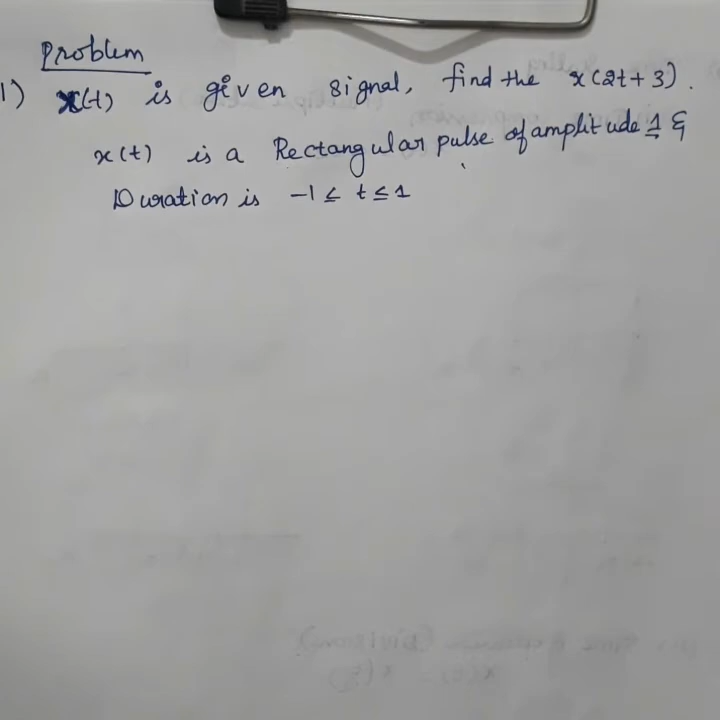 Problem
1) x(t) is given signal, find the x(2t+3).
x(t) is a Rectangular pulse of amplitude 1 &
Duration is -1 ≤ t ≤ 1